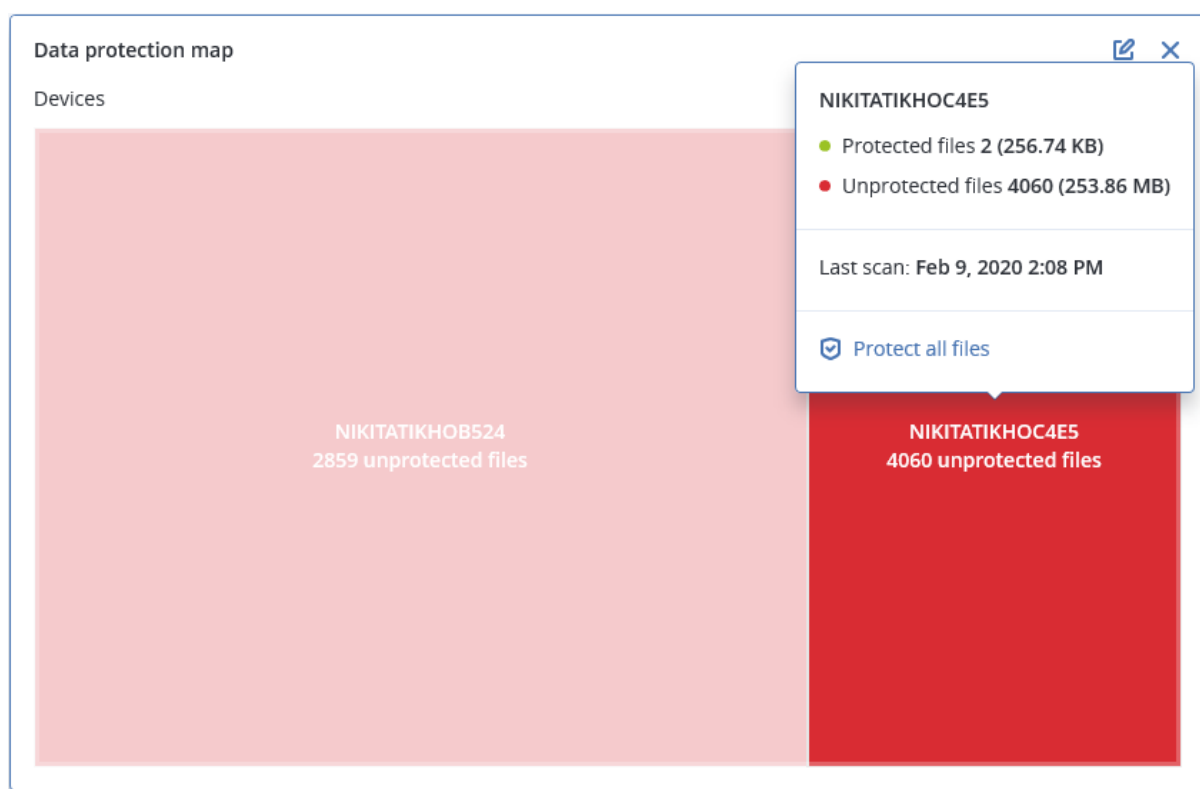 Data protection map
Devices
NIKITATIKHOC4E5
Protected files 2 (256.74 KB)
Unprotected files 4060 (253.86 MB)
Last scan: Feb 9, 2020 2:08 PM
Protect all files
NIKITATIKHOB524
2859 unprotected files
NIKITATIKHOC4E5
4060 unprotected files